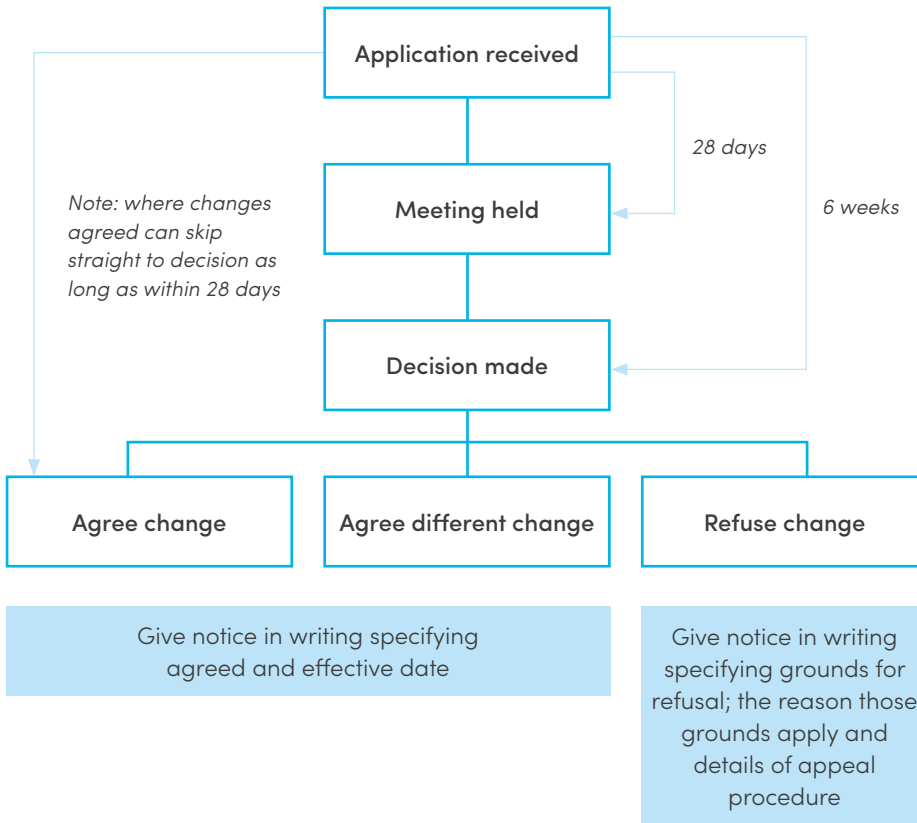 Application received
28 days
Note: where changes
agreed can skip
straight to decision as
long as within 28 days
Meeting held
6 weeks
Decision made
Agree change
Agree different change
Refuse change
Give notice in writing specifying
agreed and effective date
Give notice in writing
specifying grounds for
refusal; the reason those
grounds apply and
details of appeal
procedure